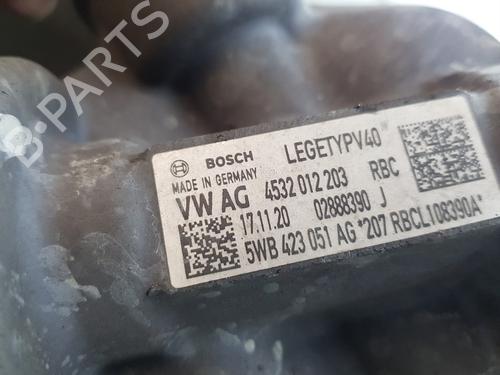 B-PARTS
BOSCH LEGETYPV40
MADE IN GERMANY
VW AG 4532 012 203 RBC
17.11.20 02888390 J
5WB 423 051 AG *207 RBCL108390A*